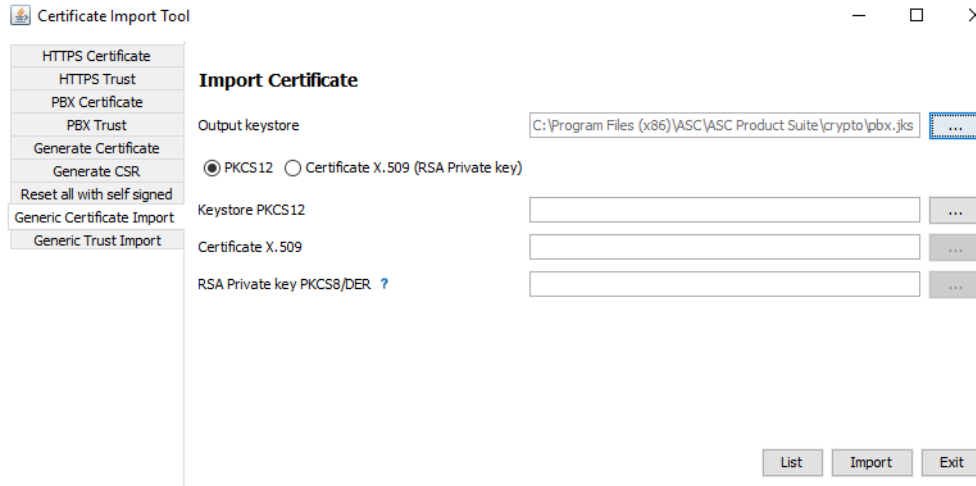 Certificate Import Tool
HTTPS Certificate
HTTPS Trust
PBX Certificate
PBX Trust
Generate Certificate
Generate CSR
Reset all with self signed
Generic Certificate Import
Generic Trust Import
Import Certificate
Output keystore C:\Program Files (x86)\ASC\ASC Product Suite\crypto\pbx.jks ...
PKCS12 Certificate X.509 (RSA Private key)
Keystore PKCS12 ...
Certificate X.509 ...
RSA Private key PKCS8/DER ? ...
List Import Exit